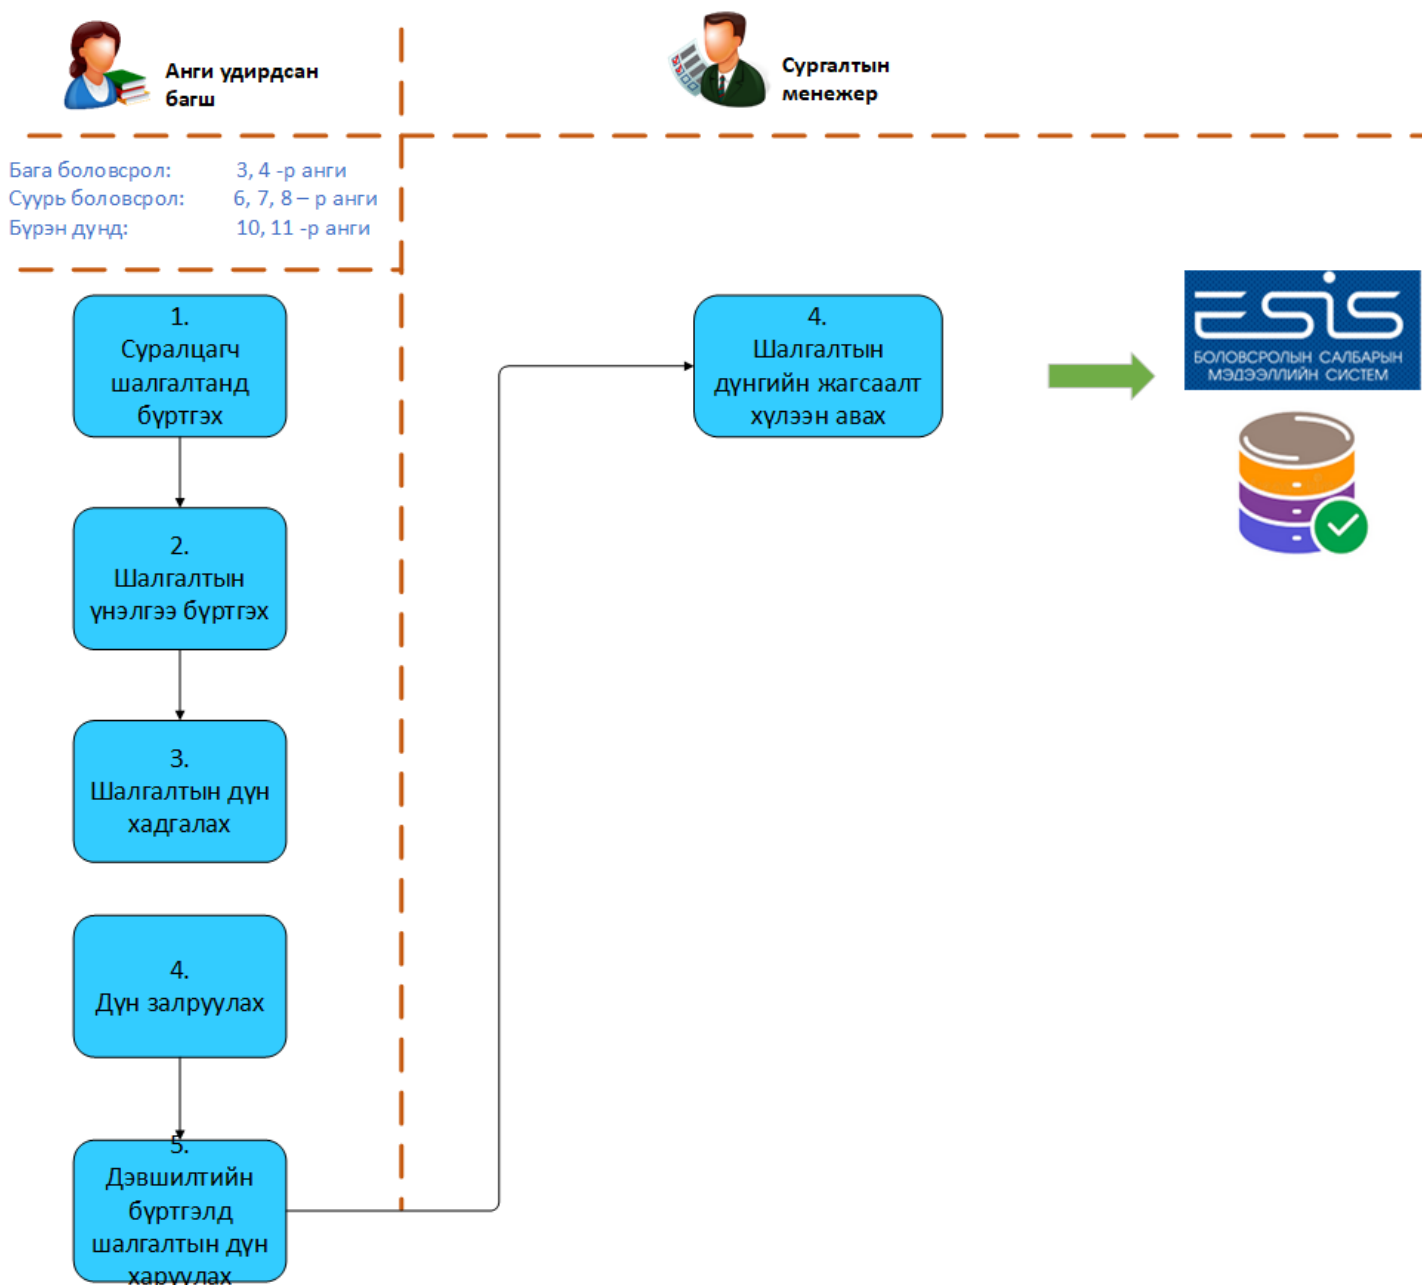 Анги удирдсан
багш
Сургалтын
менежер
Бага боловсрол: 3, 4 -р анги
Суурь боловсрол: 6, 7, 8 – р анги
Бүрэн дунд: 10, 11 -р анги
1.
Суралцагч
шалгалтанд
бүртгэх
2.
Шалгалтын
үнэлгээ бүртгэх
3.
Шалгалтын дүн
хадгалах
4.
Дүн залруулах
5.
Дэвшилтийн
бүртгэлд
шалгалтын дүн
харуулах
4.
Шалгалтын
дүнгийн жагсаалт
хүлээн авах
ESIS
БОЛОВСРОЛЫН САЛБАРЫН
МЭДЭЭЛЛИЙН СИСТЕМ